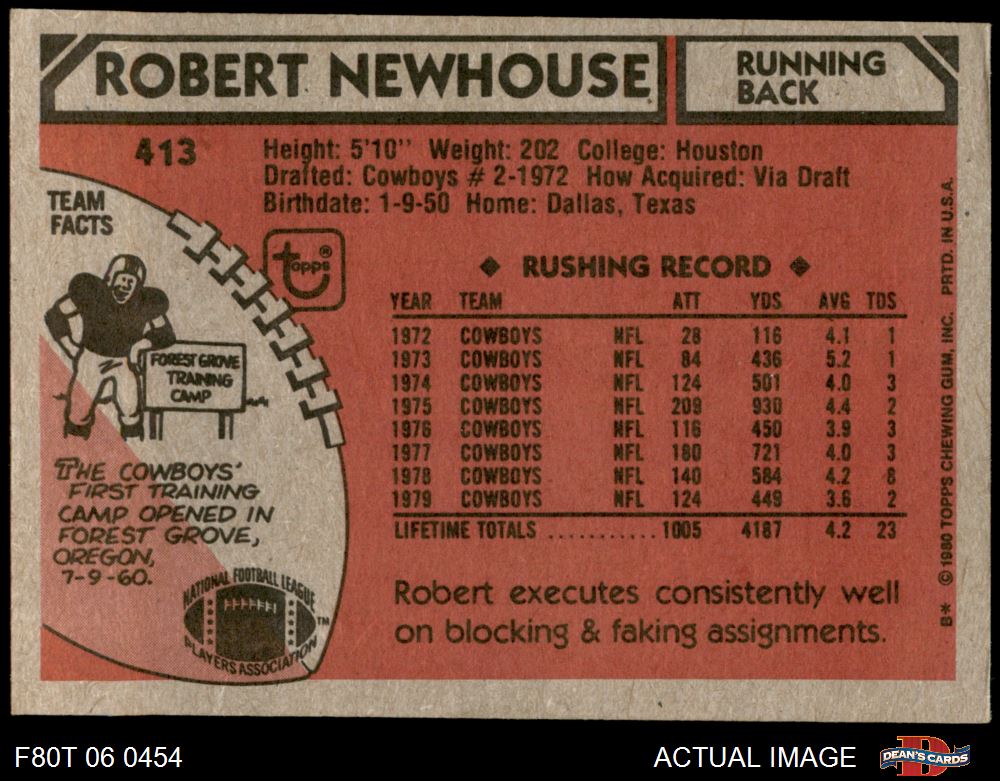 ROBERT NEWHOUSE
RUNNING
BACK
413
Height: 5'10" Weight: 202 College: Houston
Drafted: Cowboys # 2-1972 How Acquired: Via Draft
Birthdate: 1-9-50 Home: Dallas, Texas
TEAM
FACTS
topps®
FOREST GROVE
TRAINING
CAMP
THE COWBOYS'
FIRST TRAINING
CAMP OPENED IN
FOREST GROVE,
OREGON,
7-9-60.
NATIONAL FOOTBALL LEAGUE
PLAYERS ASSOCIATION
TM
◆ RUSHING RECORD ◆
YEAR TEAM ATT YDS AVG TDS
1972 COWBOYS NFL 28 116 4.1 1
1973 COWBOYS NFL 84 436 5.2 1
1974 COWBOYS NFL 124 501 4.0 3
1975 COWBOYS NFL 209 930 4.4 2
1976 COWBOYS NFL 116 450 3.9 3
1977 COWBOYS NFL 180 721 4.0 3
1978 COWBOYS NFL 140 584 4.2 8
1979 COWBOYS NFL 124 449 3.6 2
LIFETIME TOTALS ........... 1005 4187 4.2 23
Robert executes consistently well
on blocking & faking assignments.
B* © 1980 TOPPS CHEWING GUM, INC. PRTD. IN U.S.A.
F80T 06 0454
ACTUAL IMAGE
DEAN'S CARDS